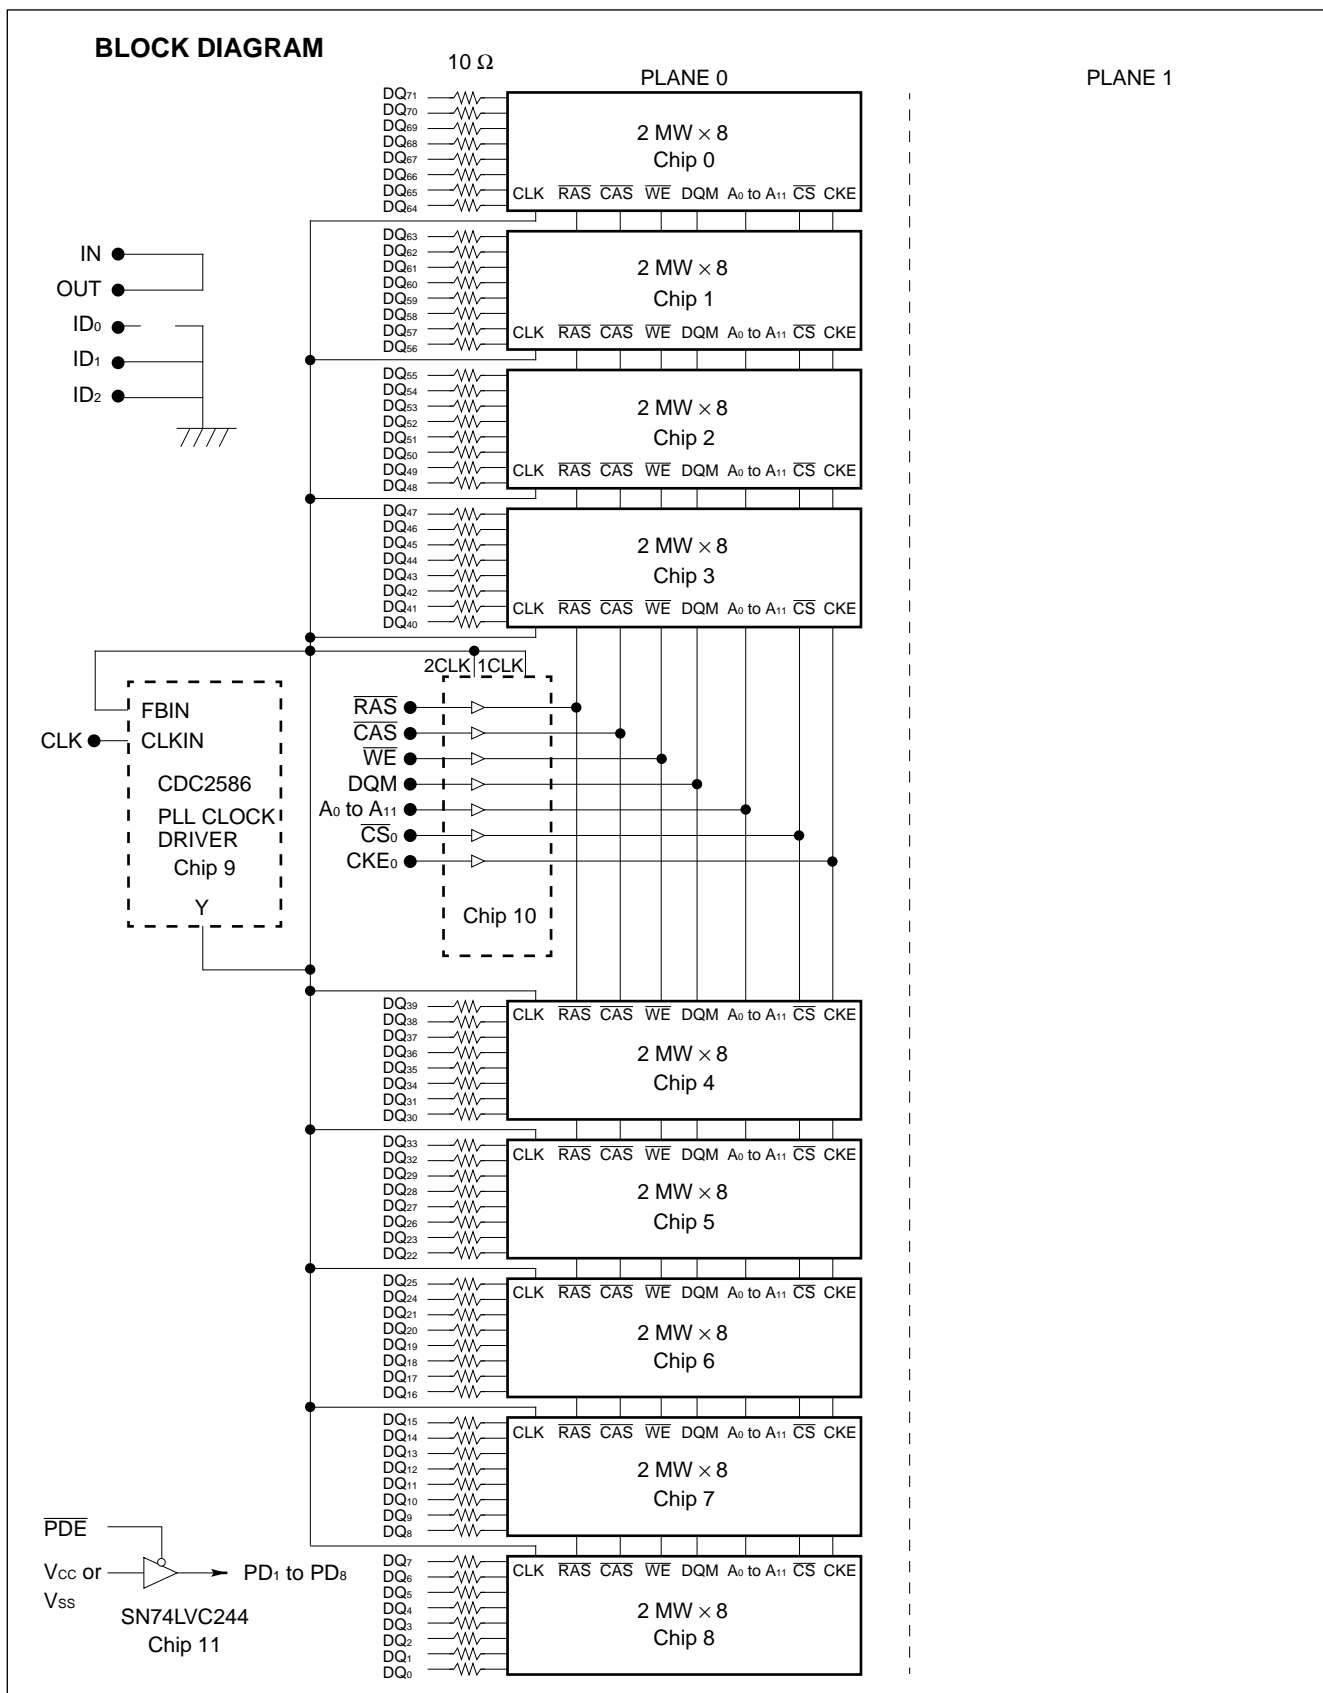 BLOCK DIAGRAM
10 Ω
PLANE 0
PLANE 1
DQ71
DQ70
DQ69
DQ68
DQ67
DQ66
DQ65
DQ64
2 MW × 8
Chip 0
CLK RAS CAS WE DQM A0 to A11 CS CKE
IN
OUT
ID0
ID1
ID2
DQ63
DQ62
DQ61
DQ60
DQ59
DQ58
DQ57
DQ56
2 MW × 8
Chip 1
CLK RAS CAS WE DQM A0 to A11 CS CKE
DQ55
DQ54
DQ53
DQ52
DQ51
DQ50
DQ49
DQ48
2 MW × 8
Chip 2
CLK RAS CAS WE DQM A0 to A11 CS CKE
DQ47
DQ46
DQ45
DQ44
DQ43
DQ42
DQ41
DQ40
2 MW × 8
Chip 3
CLK RAS CAS WE DQM A0 to A11 CS CKE
2CLK 1CLK
RAS
CAS
WE
DQM
A0 to A11
CS0
CKE0
Chip 10
CLK
FBIN
CLKIN
CDC2586
PLL CLOCK
DRIVER
Chip 9
Y
DQ39
DQ38
DQ37
DQ36
DQ35
DQ34
DQ31
DQ30
CLK RAS CAS WE DQM A0 to A11 CS CKE
2 MW × 8
Chip 4
DQ33
DQ32
DQ29
DQ28
DQ27
DQ26
DQ23
DQ22
CLK RAS CAS WE DQM A0 to A11 CS CKE
2 MW × 8
Chip 5
DQ25
DQ24
DQ21
DQ20
DQ19
DQ18
DQ17
DQ16
CLK RAS CAS WE DQM A0 to A11 CS CKE
2 MW × 8
Chip 6
DQ15
DQ14
DQ13
DQ12
DQ11
DQ10
DQ9
DQ8
CLK RAS CAS WE DQM A0 to A11 CS CKE
2 MW × 8
Chip 7
PDE
VCC or
VSS
PD1 to PD8
SN74LVC244
Chip 11
DQ7
DQ6
DQ5
DQ4
DQ3
DQ2
DQ1
DQ0
CLK RAS CAS WE DQM A0 to A11 CS CKE
2 MW × 8
Chip 8